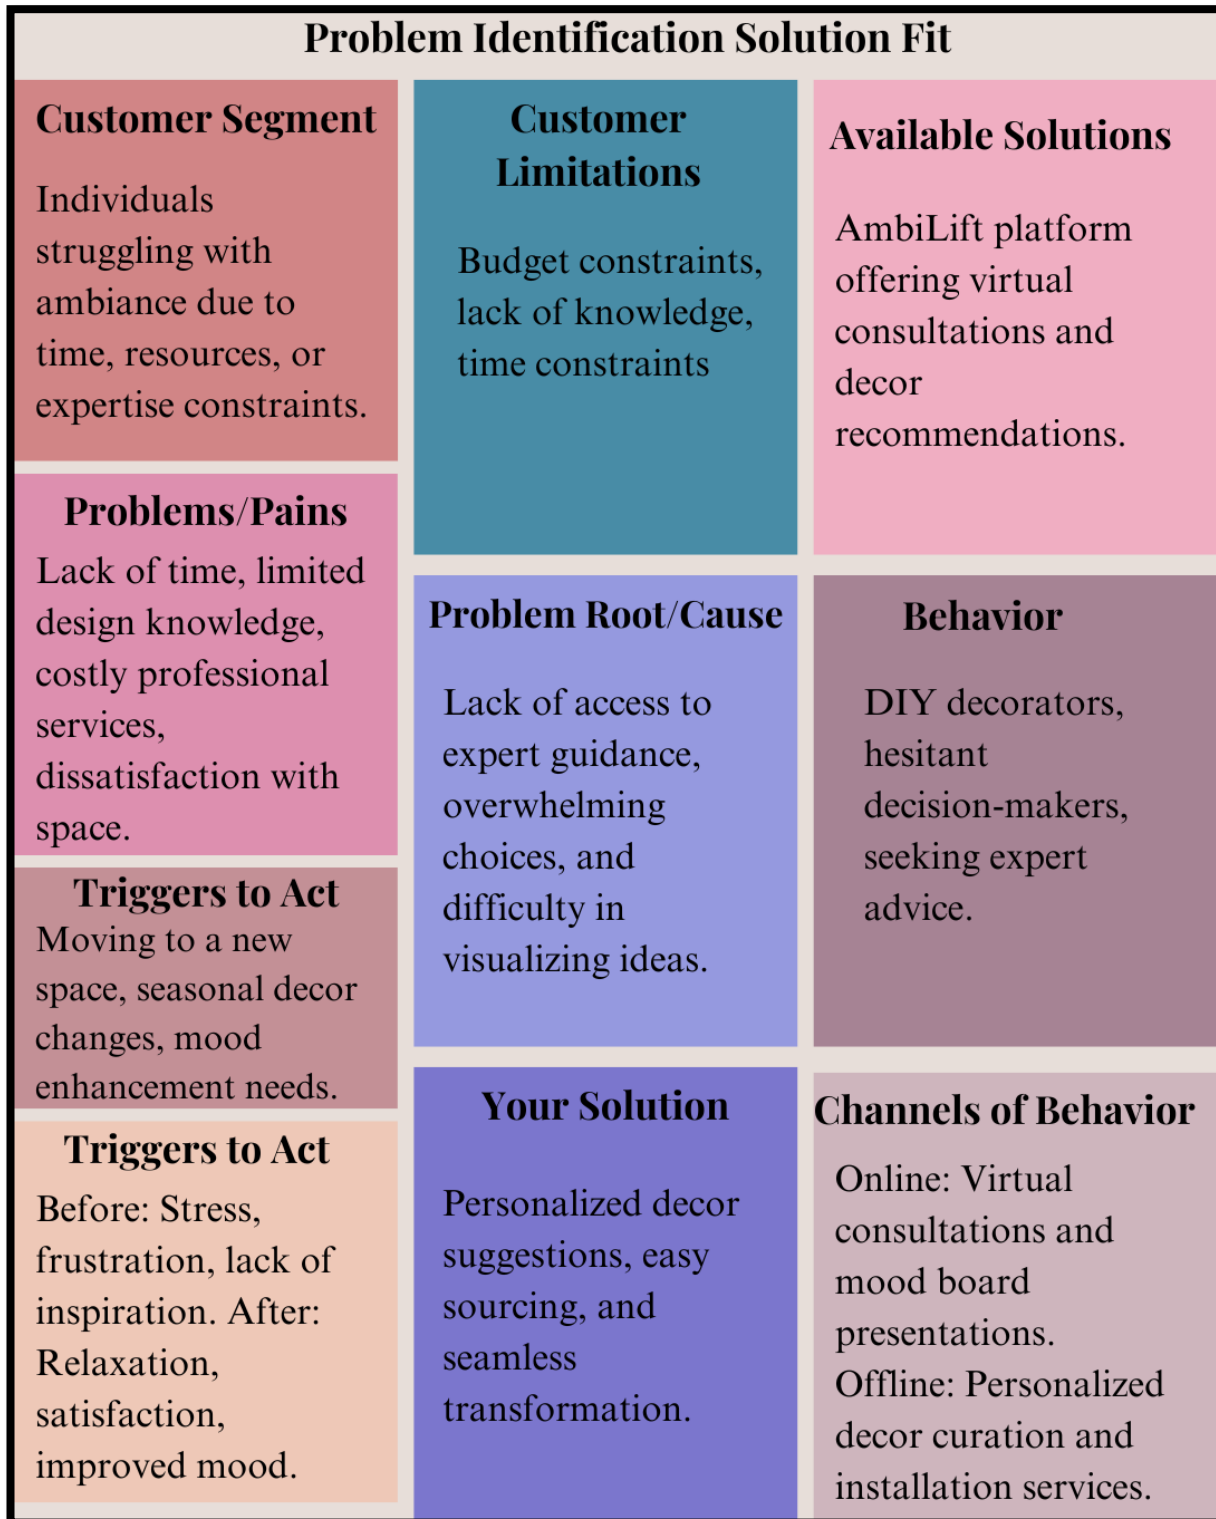 Problem Identification Solution Fit
Customer Segment
Individuals
struggling with
ambiance due to
time, resources, or
expertise constraints.
Problems/Pains
Lack of time, limited
design knowledge,
costly professional
services,
dissatisfaction with
space.
Triggers to Act
Moving to a new
space, seasonal decor
changes, mood
enhancement needs.
Triggers to Act
Before: Stress,
frustration, lack of
inspiration. After:
Relaxation,
satisfaction,
improved mood.
Customer
Limitations
Budget constraints,
lack of knowledge,
time constraints
Problem Root/Cause
Lack of access to
expert guidance,
overwhelming
choices, and
difficulty in
visualizing ideas.
Your Solution
Personalized decor
suggestions, easy
sourcing, and
seamless
transformation.
Available Solutions
AmbiLift platform
offering virtual
consultations and
decor
recommendations.
Behavior
DIY decorators,
hesitant
decision-makers,
seeking expert
advice.
Channels of Behavior
Online: Virtual
consultations and
mood board
presentations.
Offline: Personalized
decor curation and
installation services.